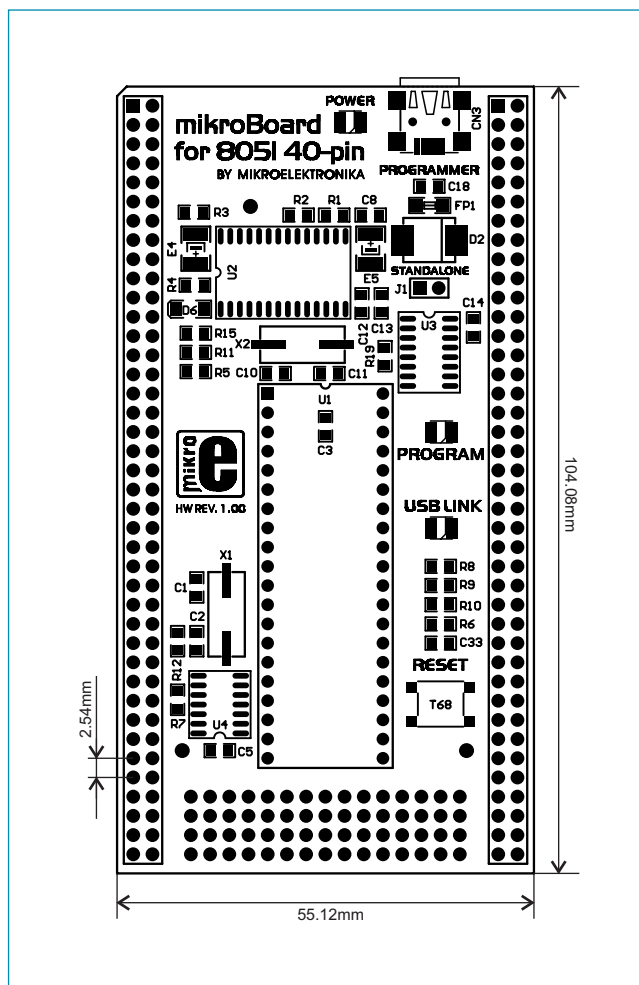 POWER
mikroBoard
for 8051 40-pin
BY MIKROELEKTRONIKA
CN3
PROGRAMMER
C18
FP1
R2
R1
C8
R3
E4
U2
D2
STANDALONE
E5
J1
R4
D6
C14
U3
C12
C13
R15
X2
R19
R11
R5
C10
C11
U1
C3
PROGRAM
mikro
e
HW REV. 1.00
USB LINK
104.08mm
X1
C1
R8
R9
R10
C2
R6
C33
R12
RESET
T68
2.54mm
R7
U4
C5
55.12mm